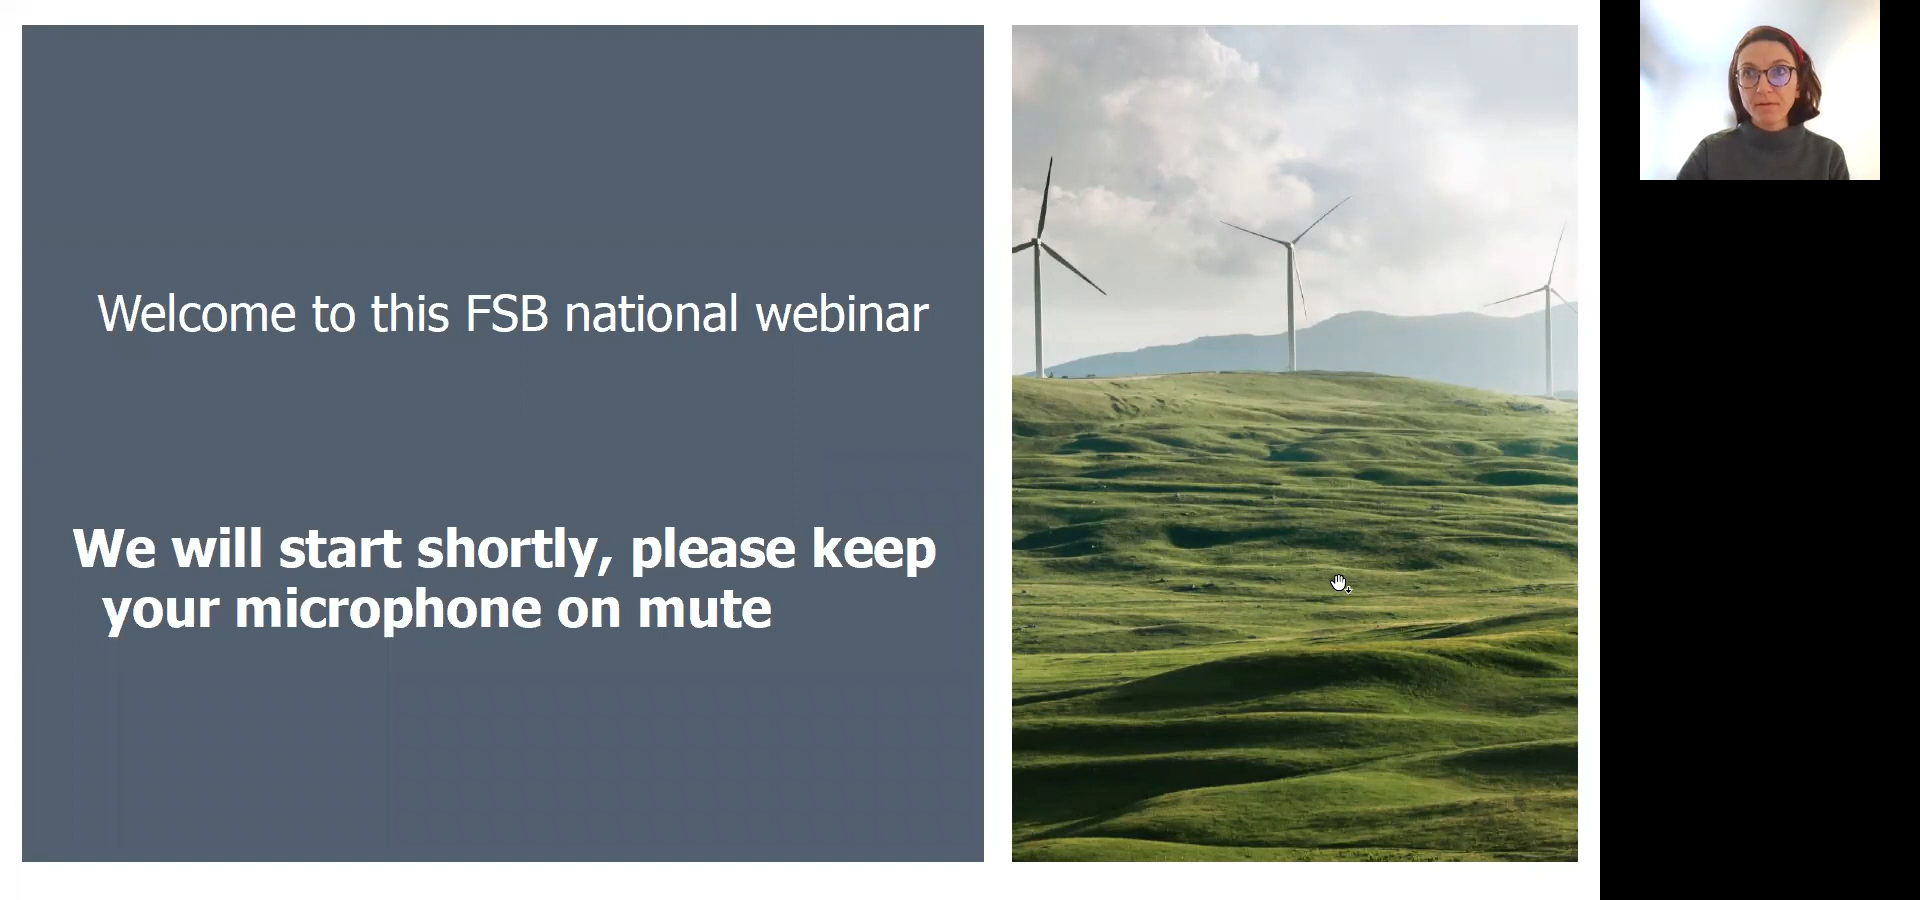 Welcome to this FSB national webinar
We will start shortly, please keep
your microphone on mute